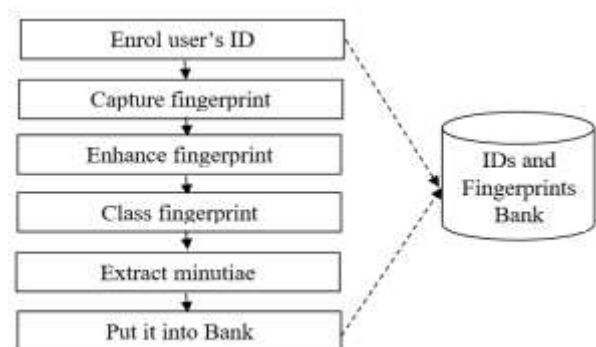 Enrol user's ID
Capture fingerprint
Enhance fingerprint
Class fingerprint
Extract minutiae
Put it into Bank
IDs and
Fingerprints
Bank